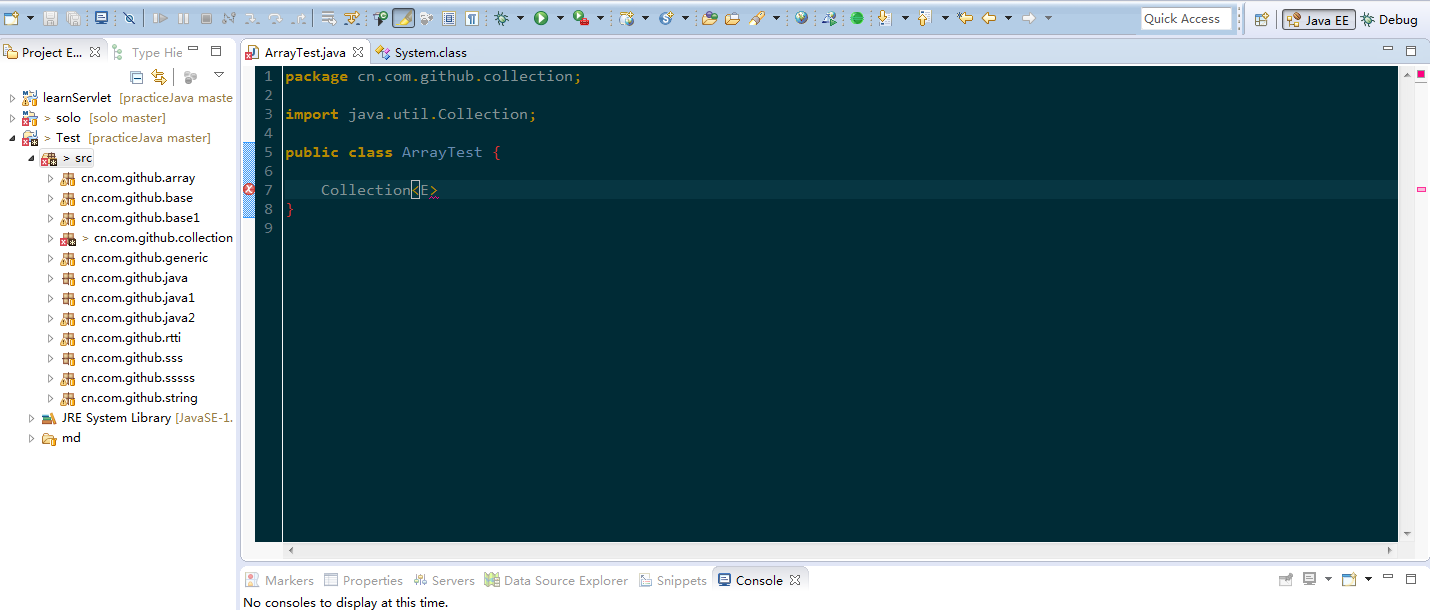 Quick Access
Java EE
Debug
Project E...
Type Hie
ArrayTest.java
System.class
learnServlet [practiceJava maste
> solo [solo master]
> Test [practiceJava master]
> src
cn.com.github.array
cn.com.github.base
cn.com.github.base1
> cn.com.github.collection
cn.com.github.generic
cn.com.github.java
cn.com.github.java1
cn.com.github.java2
cn.com.github.rtti
cn.com.github.sss
cn.com.github.sssss
cn.com.github.string
JRE System Library [JavaSE-1.
md
1 package cn.com.github.collection;
2
3 import java.util.Collection;
4
5 public class ArrayTest {
6
7 Collection<E>
8 }
9
Markers
Properties
Servers
Data Source Explorer
Snippets
Console
No consoles to display at this time.